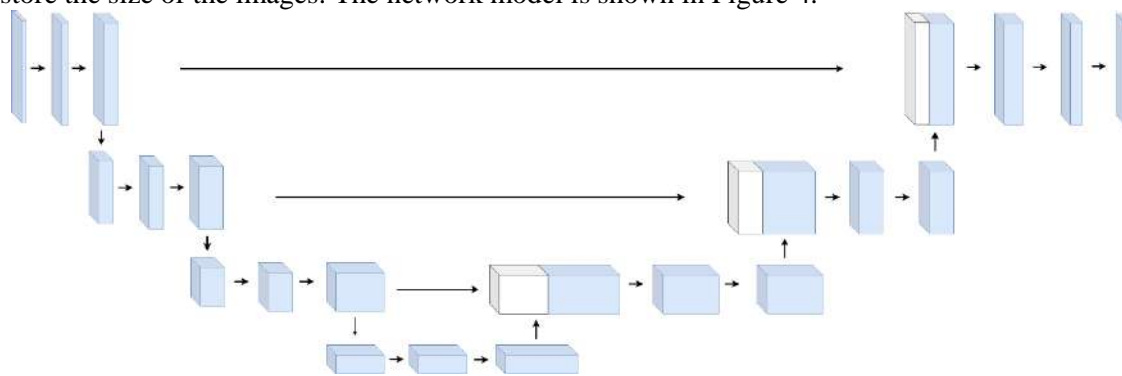 store the size of the images. The network model is shown in Figure 4.